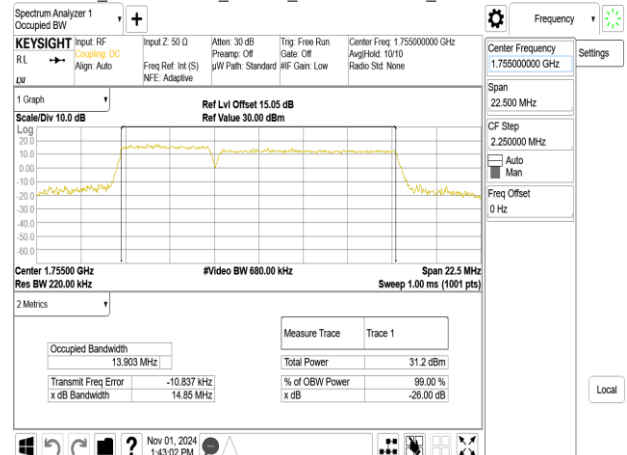 Spectrum Analyzer 1
Occupied BW
Frequency
KEYSIGHT
Input: RF
Coupling: DC
Align: Auto
RL
LXI
Input Z: 50 Ω
Freq Ref: Int (S)
NFE: Adaptive
Atten: 30 dB
Preamp: Off
µW Path: Standard
Trig: Free Run
Gate: Off
#IF Gain: Low
Center Freq: 1.755000000 GHz
Avg|Hold: 10/10
Radio Std: None
Center Frequency
1.755000000 GHz
Settings
Span
22.500 MHz
CF Step
2.250000 MHz
Auto
Man
Freq Offset
0 Hz
Local
1 Graph
Scale/Div 10.0 dB
Ref Lvl Offset 15.05 dB
Ref Value 30.00 dBm
Log
20.0
10.0
0.00
-10.0
-20.0
-30.0
-40.0
-50.0
-60.0
Center 1.75500 GHz
#Video BW 680.00 kHz
Span 22.5 MHz
Res BW 220.00 kHz
Sweep 1.00 ms (1001 pts)
2 Metrics
Occupied Bandwidth
13.903 MHz
Transmit Freq Error -10.837 kHz
x dB Bandwidth 14.85 MHz
Measure Trace Trace 1
Total Power 31.2 dBm
% of OBW Power 99.00 %
x dB -26.00 dB
?
Nov 01, 2024
1:43:02 PM